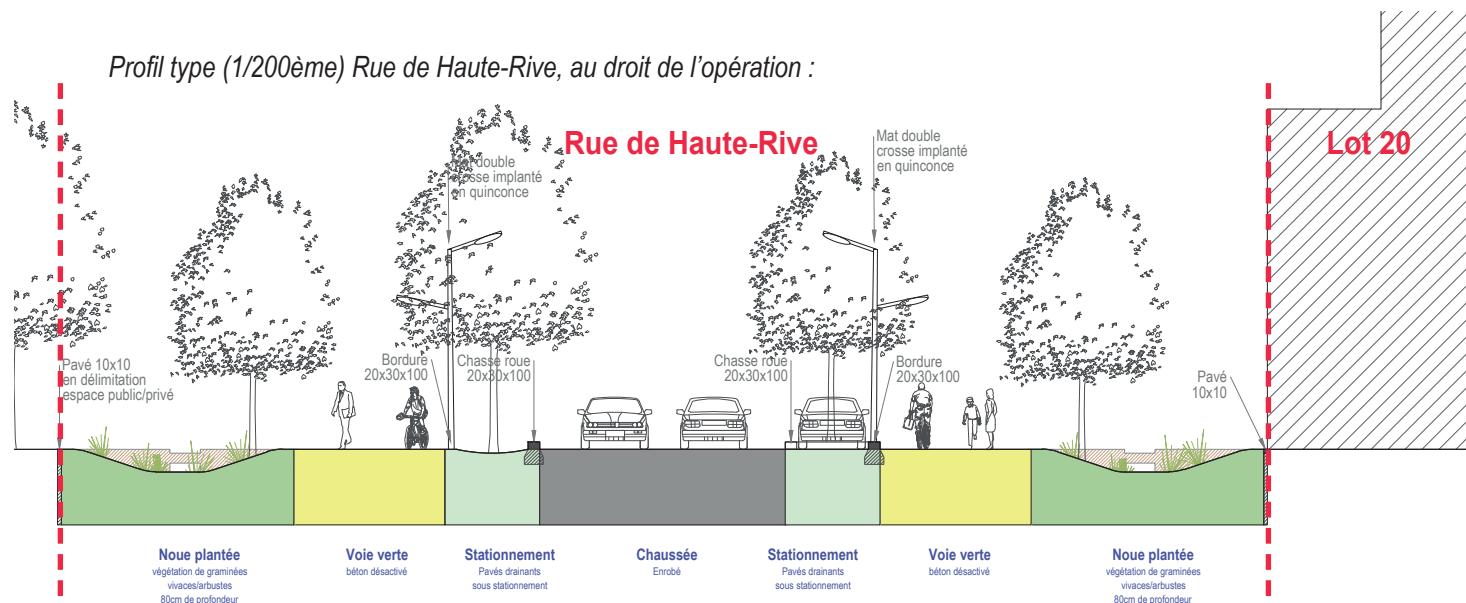 Profil type (1/200ème) Rue de Haute-Rive, au droit de l'opération :
Rue de Haute-Rive
Lot 20
Mat double
crosse implanté
en quinconce
Mat double
crosse implanté
en quinconce
Pavé 10x10
en délimitation
espace public/privé
Bordure
20x30x100
Chasse roue
20x30x100
Chasse roue
20x30x100
Bordure
20x30x100
Pavé
10x10
Noue plantée
végétation de graminées
vivaces/arbustes
80cm de profondeur
Voie verte
béton désactivé
Stationnement
Pavés drainants
sous stationnement
Chaussée
Enrobé
Stationnement
Pavés drainants
sous stationnement
Voie verte
béton désactivé
Noue plantée
végétation de graminées
vivaces/arbustes
80cm de profondeur